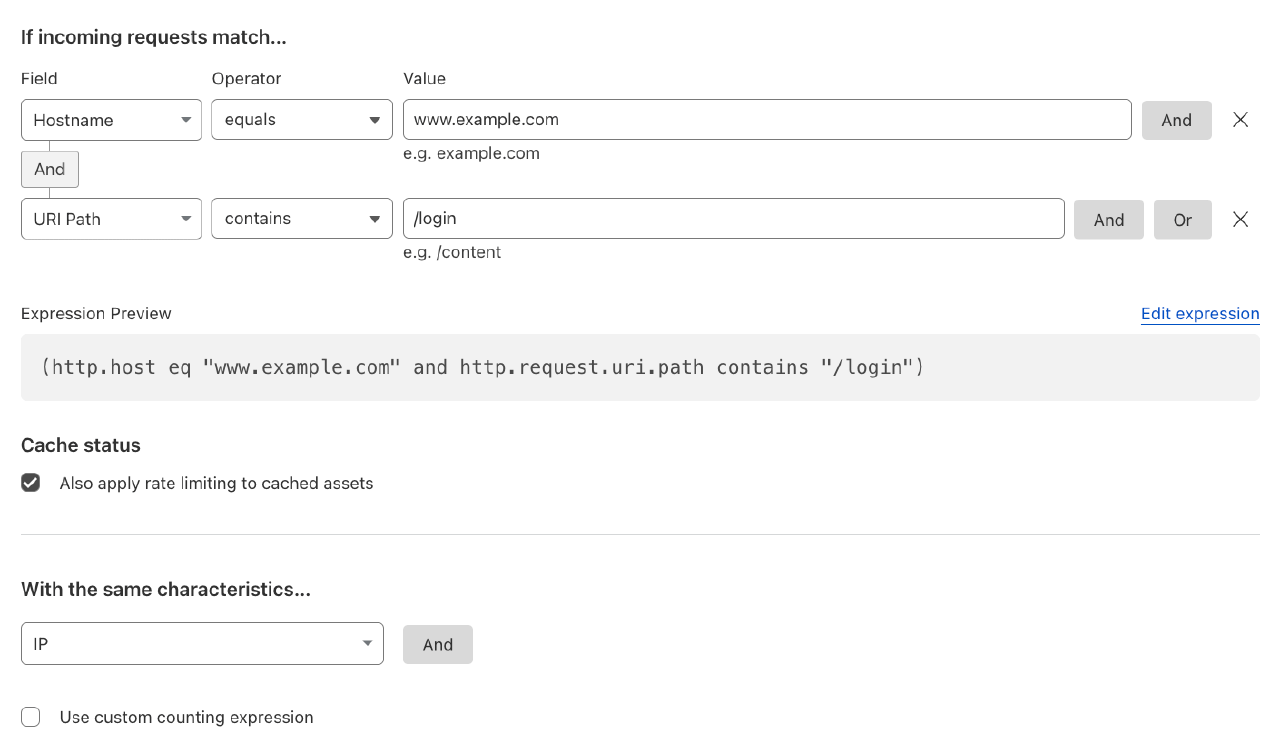 If incoming requests match...
Field Operator Value
Hostname equals www.example.com And
e.g. example.com
And
URI Path contains /login And Or
e.g. /content
Expression Preview Edit expression
(http.host eq "www.example.com" and http.request.uri.path contains "/login")
Cache status
Also apply rate limiting to cached assets
With the same characteristics...
IP And
Use custom counting expression